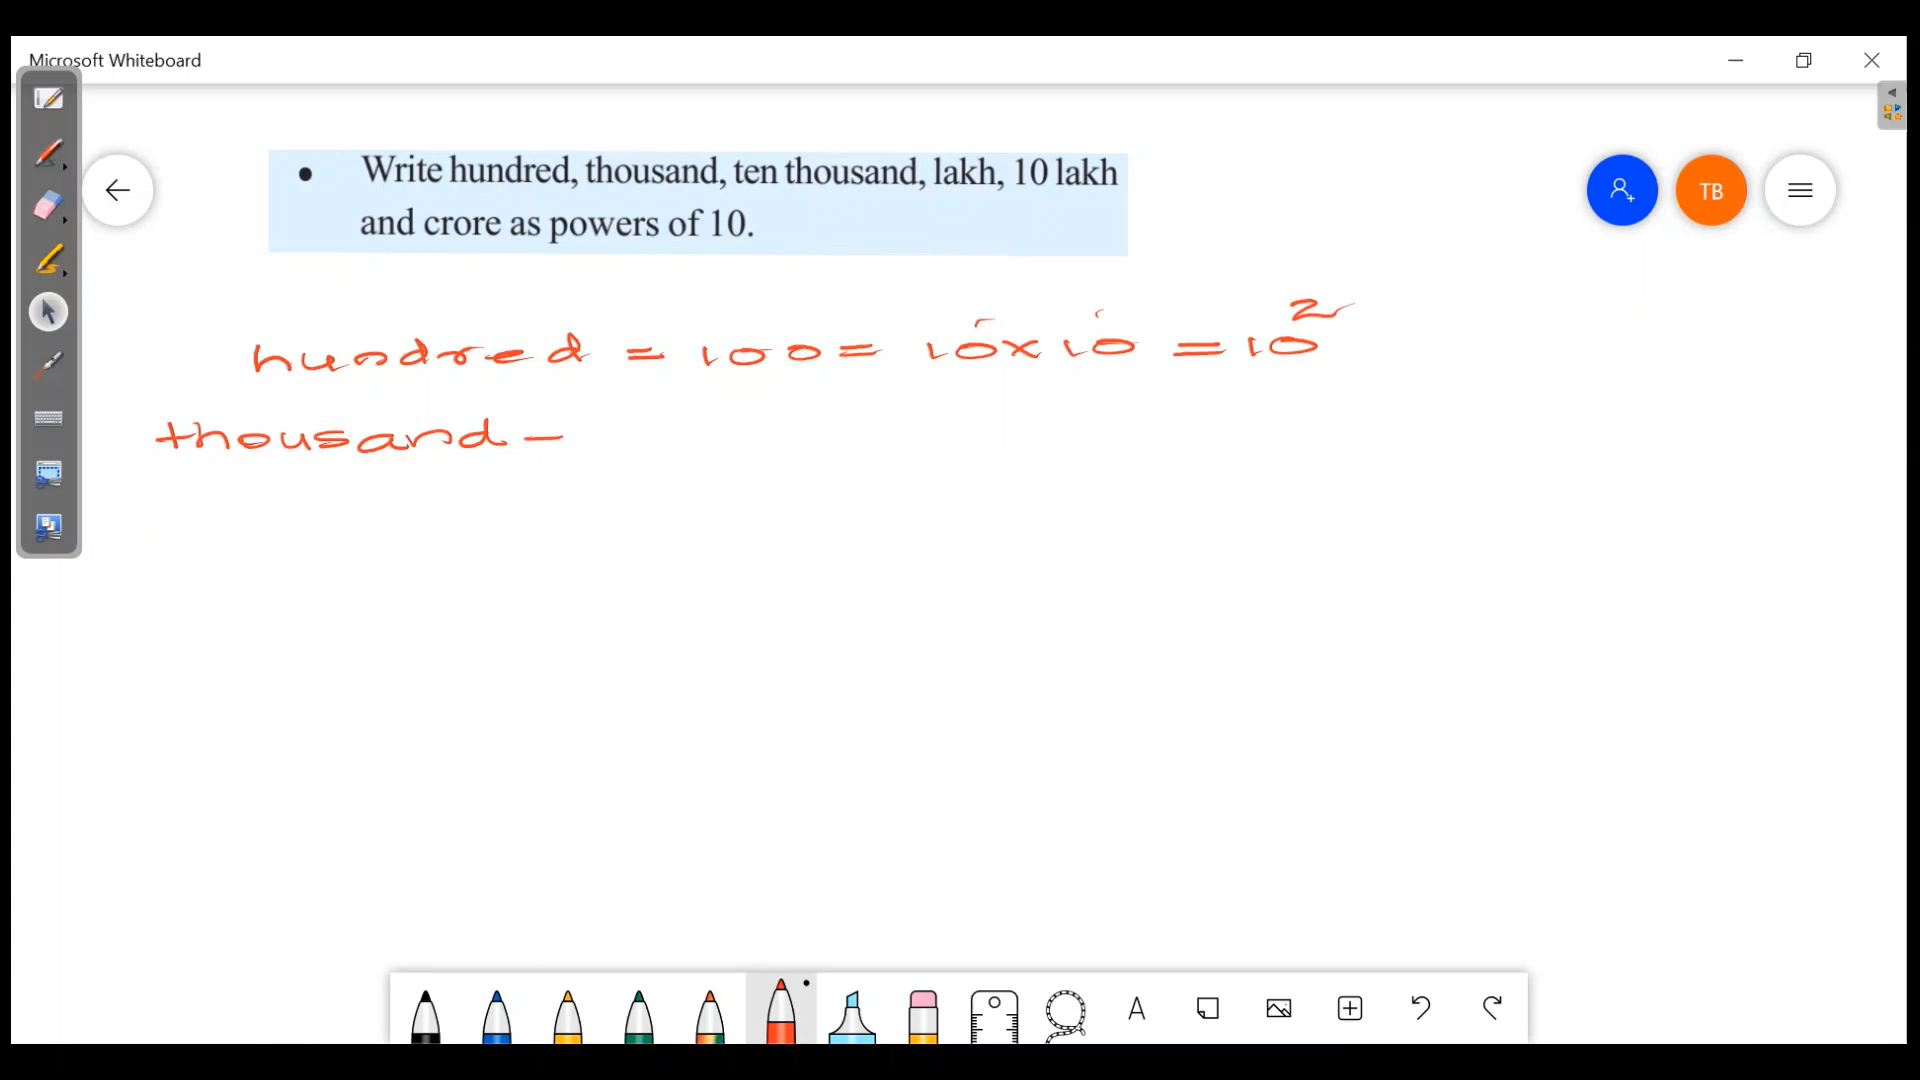 Microsoft Whiteboard
• Write hundred, thousand, ten thousand, lakh, 10 lakh
and crore as powers of 10.
TB
hundred = 100 = 10 × 10 = 10²
thousand -
A